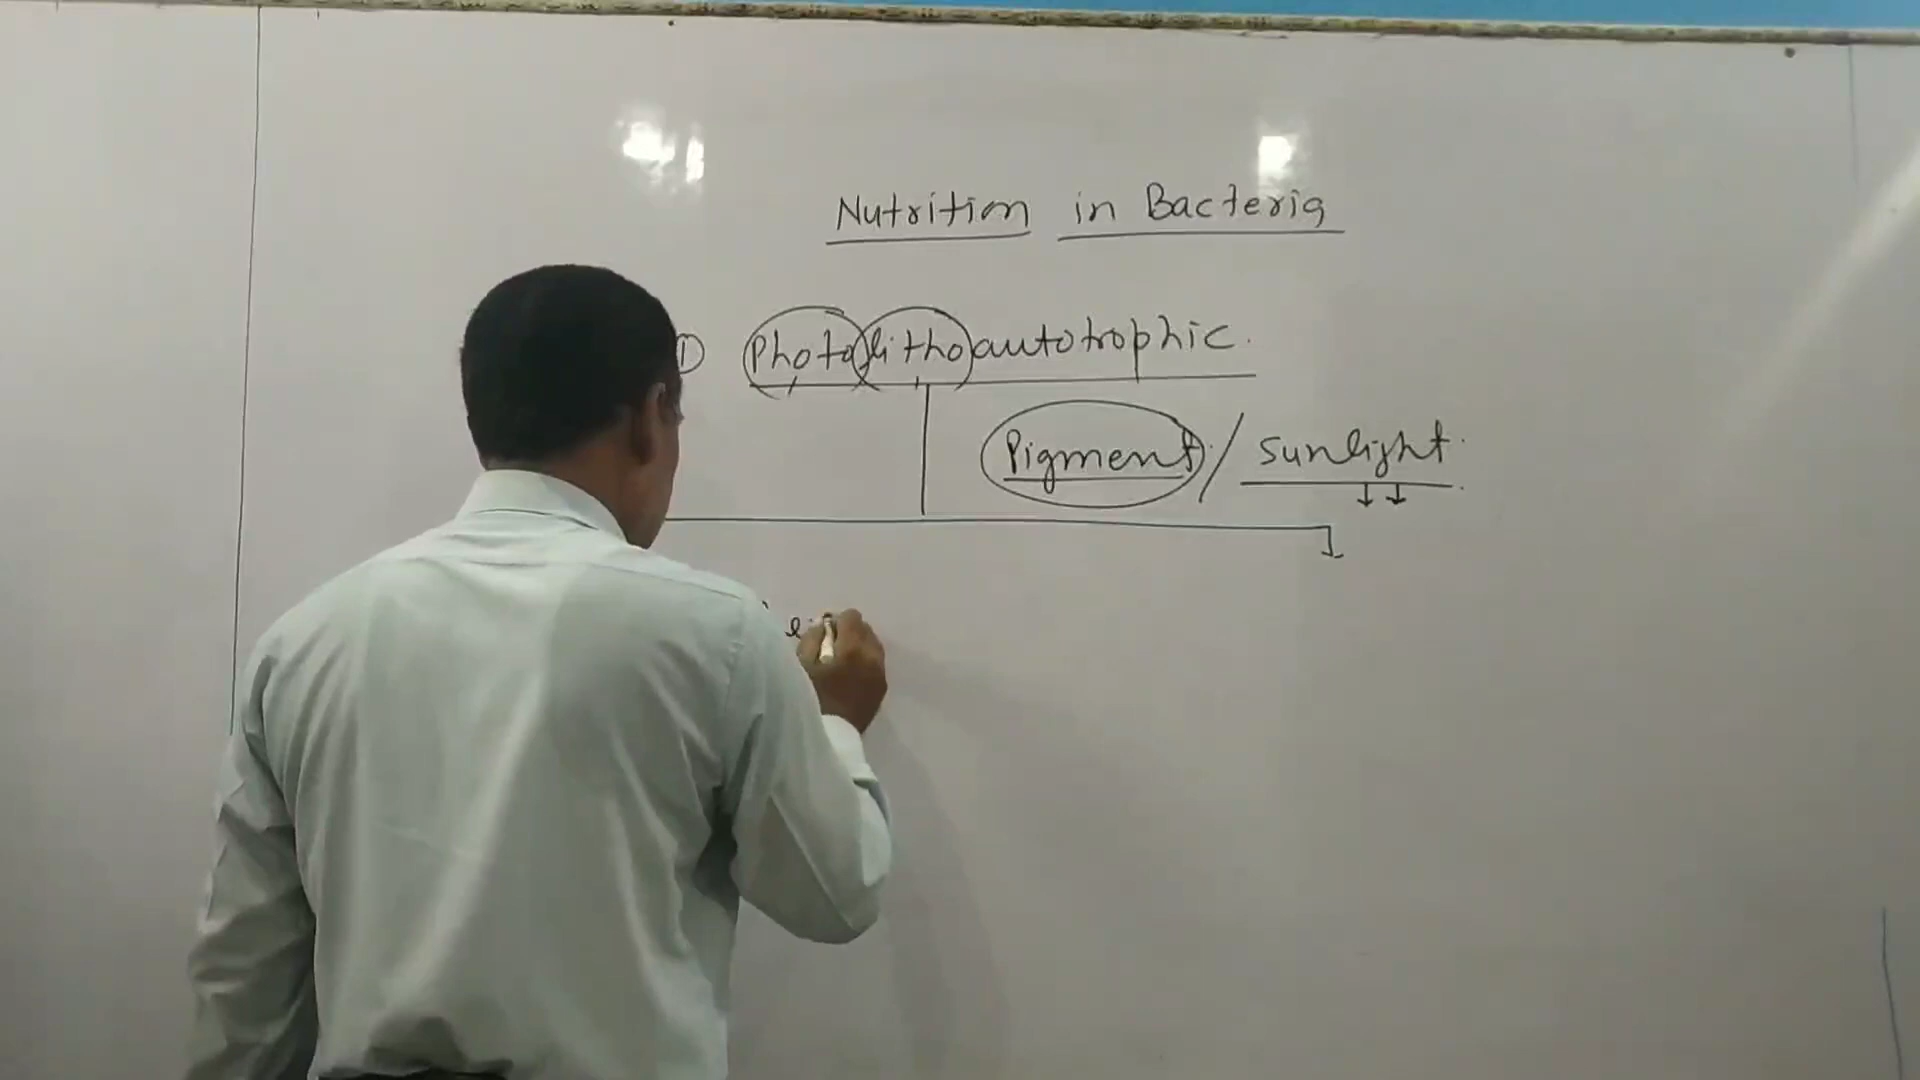 Nutrition in Bacteria
① Photolithoautotrophic.
Pigment / Sunlight.